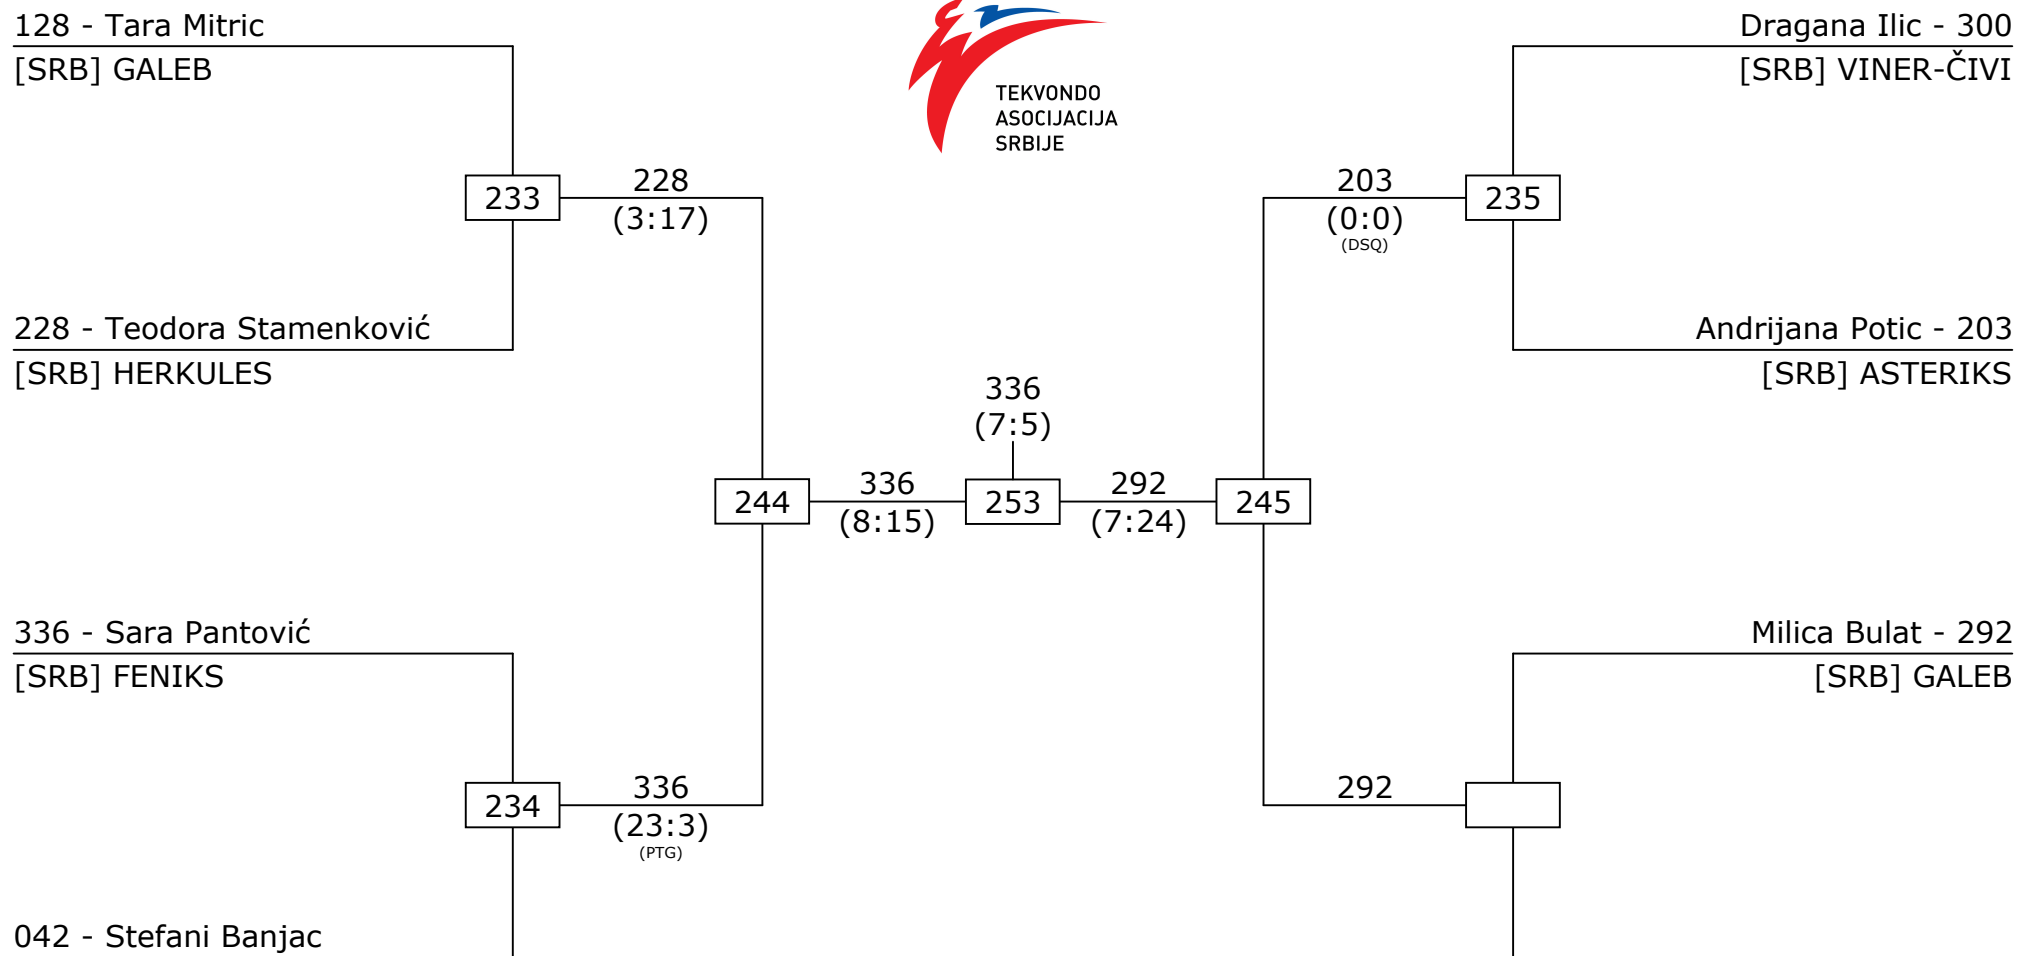 128 - Tara Mitric
[SRB] GALEB
TEKVONDO
ASOCIJACIJA
SRBIJE
Dragana Ilic - 300
[SRB] VINER-ČIVI
233
228
(3:17)
203
(0:0)
(DSQ)
235
228 - Teodora Stamenković
[SRB] HERKULES
Andrijana Potic - 203
[SRB] ASTERIKS
336
(7:5)
244
336
(8:15)
253
292
(7:24)
245
336 - Sara Pantović
[SRB] FENIKS
Milica Bulat - 292
[SRB] GALEB
234
336
(23:3)
(PTG)
292
042 - Stefani Banjac